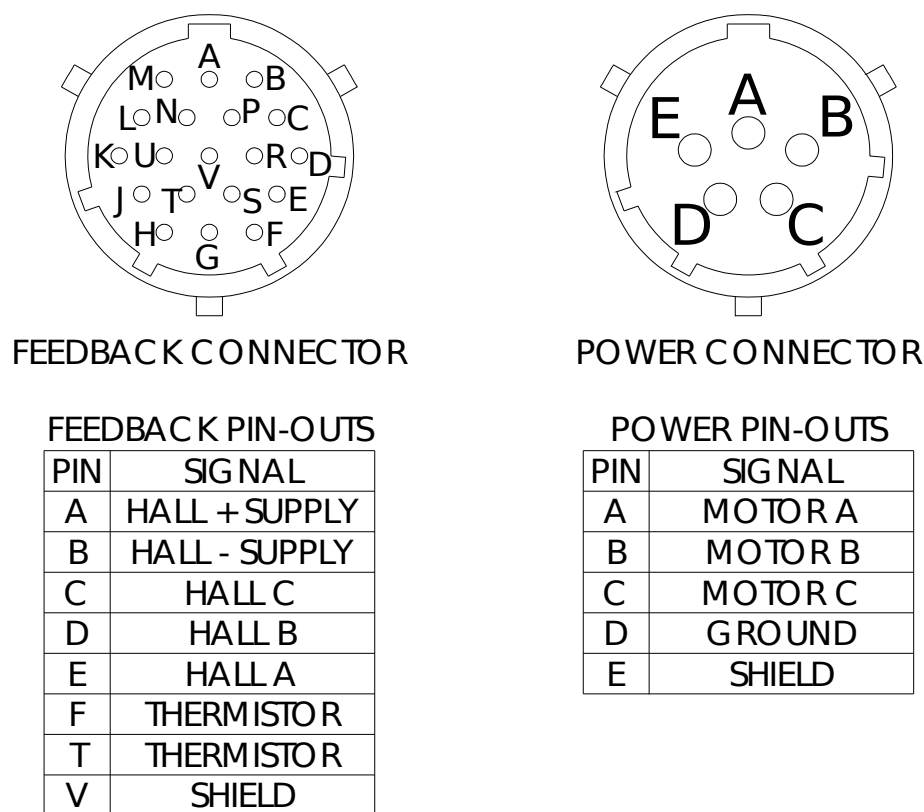 A
M B
L N P C
K U V R D
J T S E
H F
G
FEEDBACK CONNECTOR
A
E B
D C
POWER CONNECTOR
FEEDBACK PIN-OUTS
PIN SIGNAL
A HALL + SUPPLY
B HALL - SUPPLY
C HALL C
D HALL B
E HALL A
F THERMISTOR
T THERMISTOR
V SHIELD
POWER PIN-OUTS
PIN SIGNAL
A MOTOR A
B MOTOR B
C MOTOR C
D GROUND
E SHIELD